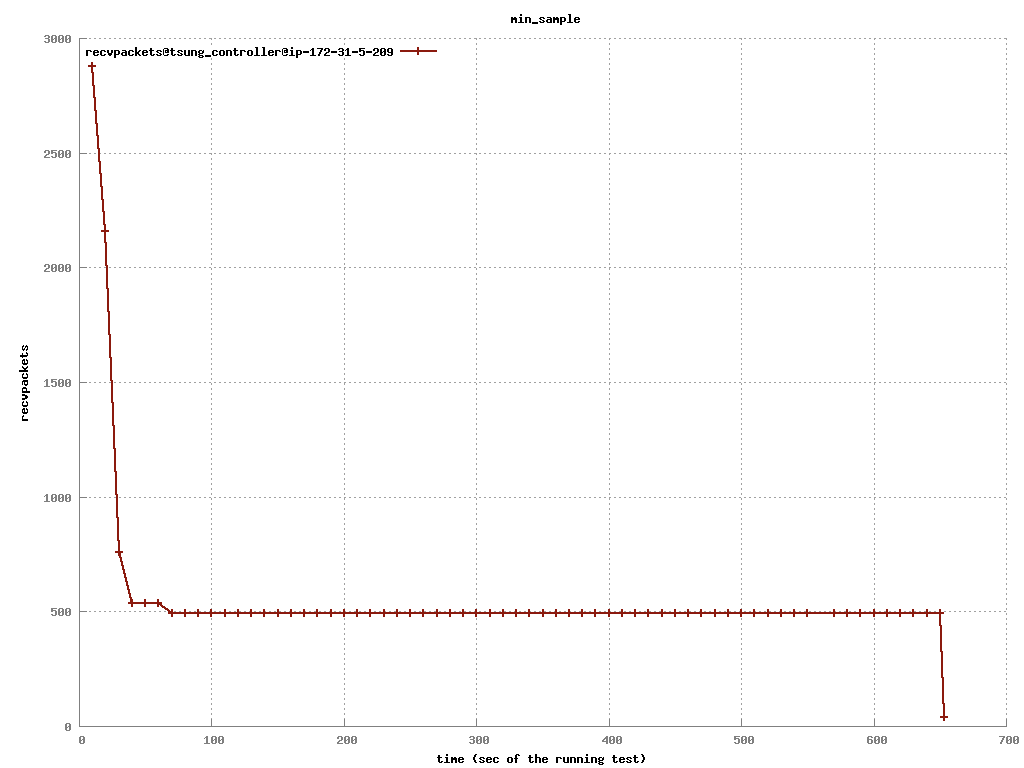 min_sample
3000
recvpackets@tsung_controller@ip-172-31-5-209
2500
2000
1500
recvpackets
1000
500
0
0 100 200 300 400 500 600 700
time (sec of the running test)